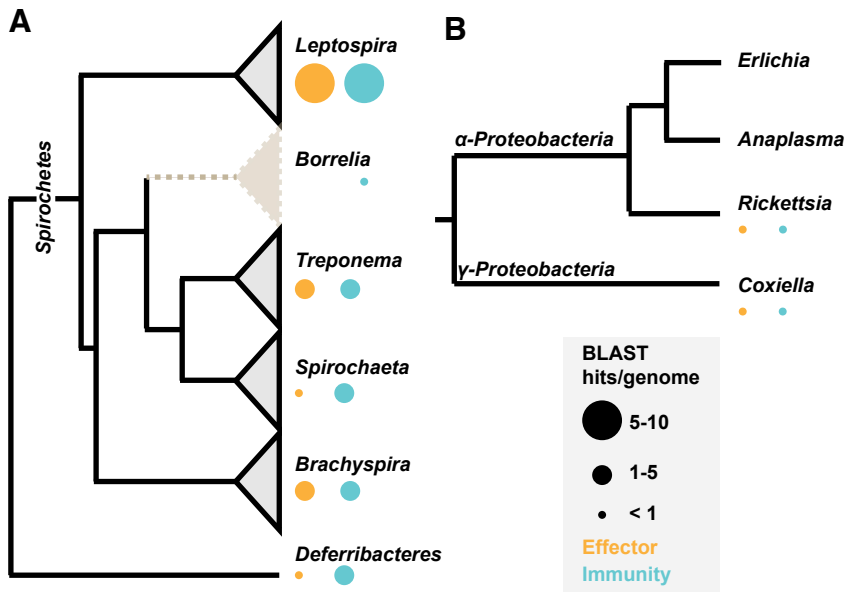 A
Leptospira
Borrelia
Spirochetes
Treponema
Spirochaeta
Brachyspira
Deferribacteres
B
Erlichia
α-Proteobacteria
Anaplasma
Rickettsia
γ-Proteobacteria
Coxiella
BLAST
hits/genome
5-10
1-5
< 1
Effector
Immunity